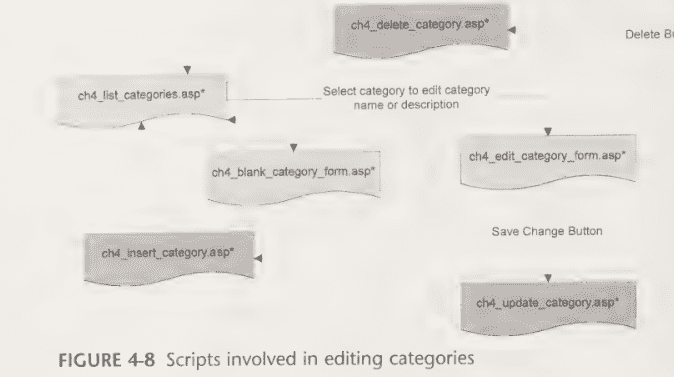 ch4_delete_category.asp*
Delete
ch4_list_categories.asp*
Select category to edit category
name or description
ch4_blank_category_form.asp*
ch4_edit_category_form.asp*
Save Change Button
ch4_insert_category.asp*
ch4_update_category.asp*
FIGURE 4-8 Scripts involved in editing categories